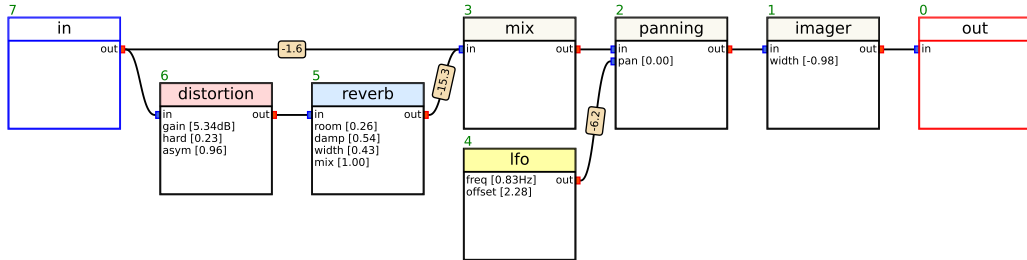 7
in
out
-1.6
6
distortion
in
out
gain [5.34dB]
hard [0.23]
asym [0.96]
5
reverb
in
out
room [0.26]
damp [0.54]
width [0.43]
mix [1.00]
-15.3
3
mix
in
out
4
lfo
freq [0.83Hz]
out
offset [2.28]
-6.2
2
panning
in
out
pan [0.00]
1
imager
in
out
width [-0.98]
0
out
in